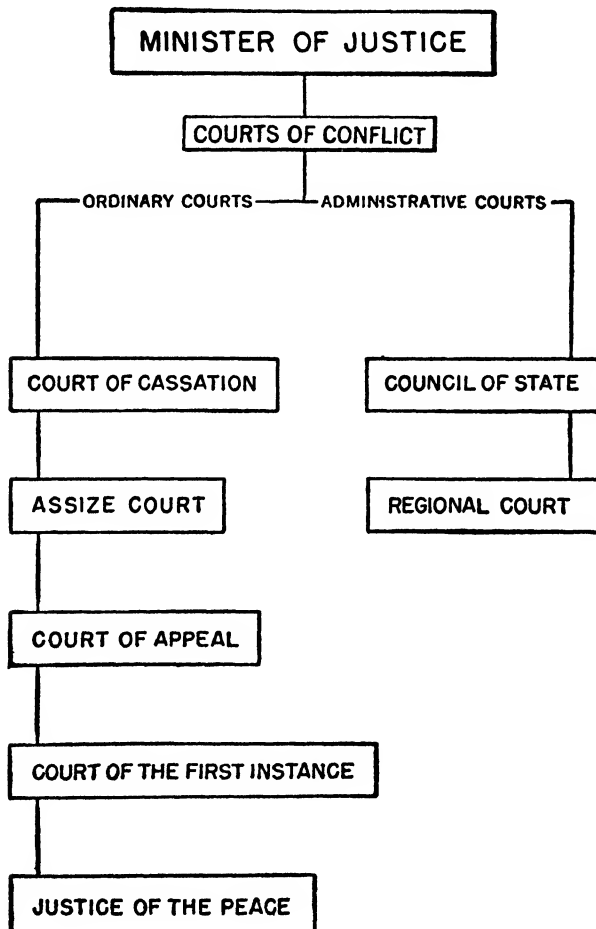 MINISTER OF JUSTICE
COURTS OF CONFLICT
ORDINARY COURTS
ADMINISTRATIVE COURTS
COURT OF CASSATION
COUNCIL OF STATE
ASSIZE COURT
REGIONAL COURT
COURT OF APPEAL
COURT OF THE FIRST INSTANCE
JUSTICE OF THE PEACE